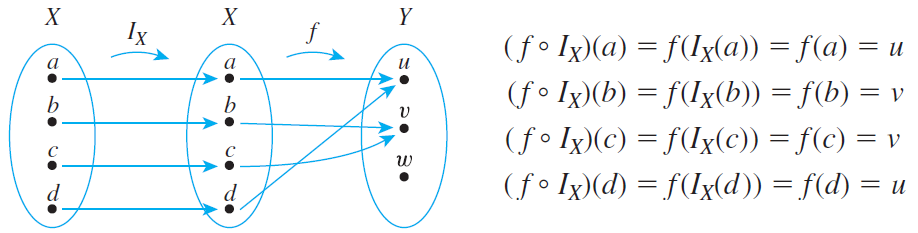 X X Y
I_X f
a a u
b b v
c c w
d d
(f ∘ I_X)(a) = f(I_X(a)) = f(a) = u
(f ∘ I_X)(b) = f(I_X(b)) = f(b) = v
(f ∘ I_X)(c) = f(I_X(c)) = f(c) = v
(f ∘ I_X)(d) = f(I_X(d)) = f(d) = u